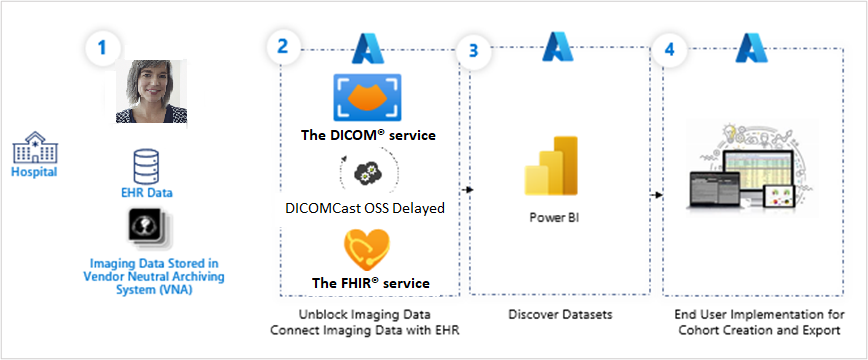 1
Hospital
EHR Data
Imaging Data Stored in
Vendor Neutral Archiving
System (VNA)
2
The DICOM® service
DICOMCast OSS Delayed
The FHIR® service
Unblock Imaging Data
Connect Imaging Data with EHR
3
Power BI
Discover Datasets
4
End User Implementation for
Cohort Creation and Export